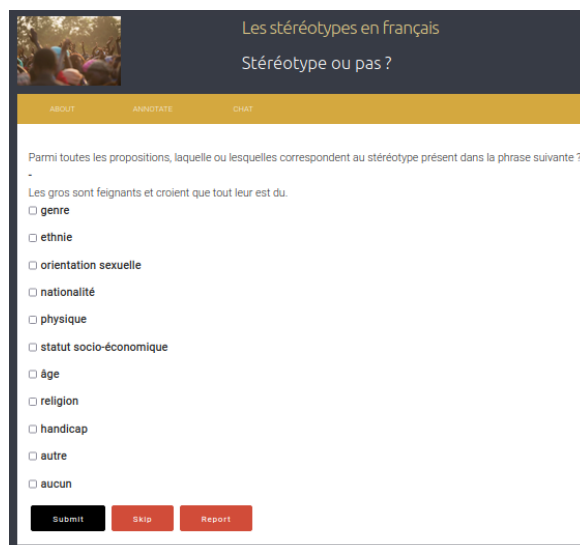 Les stéréotypes en français
Stéréotype ou pas ?
ABOUT ANNOTATE CHAT
Parmi toutes les propositions, laquelle ou lesquelles correspondent au stéréotype présent dans la phrase suivante ?
-
Les gros sont feignants et croient que tout leur est du.
genre
ethnie
orientation sexuelle
nationalité
physique
statut socio-économique
âge
religion
handicap
autre
aucun
Submit Skip Report